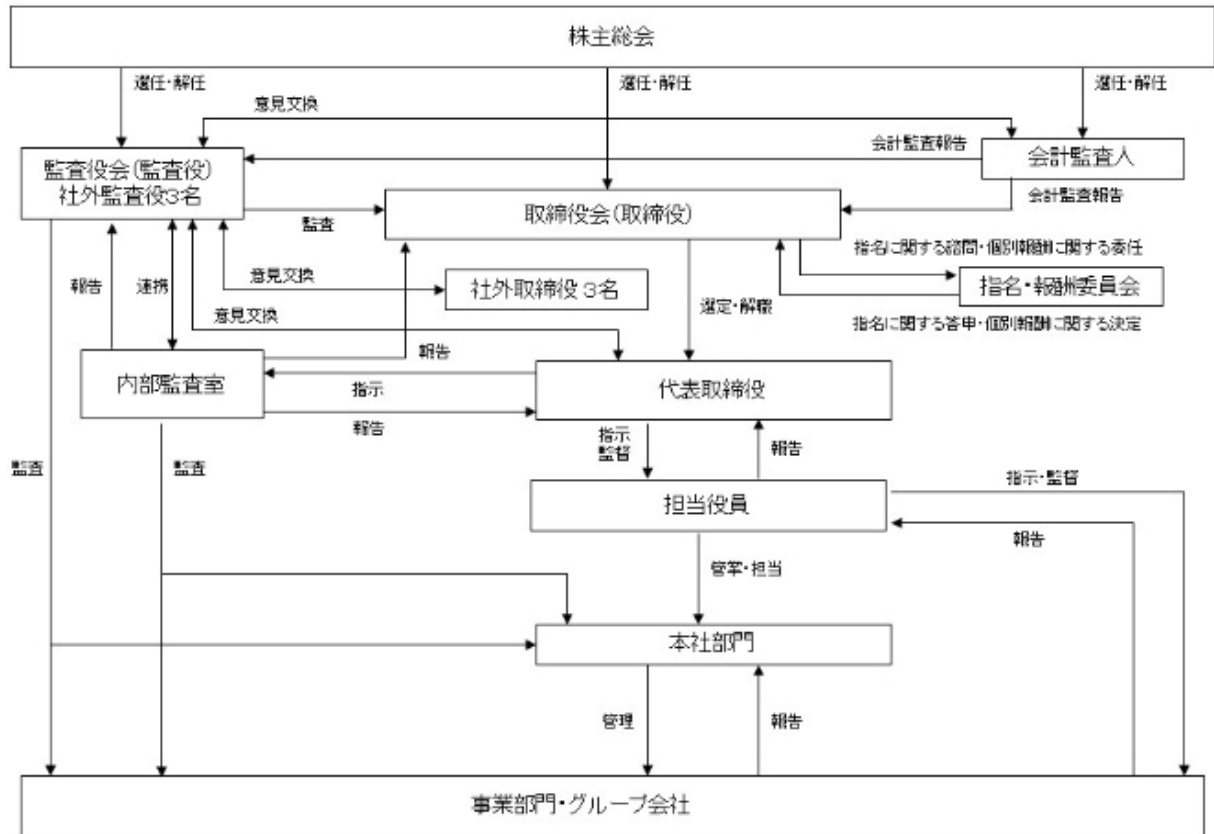 株主総会
選任・解任
選任・解任
選任・解任
意見交換
会計監査報告
監査役会(監査役)
社外監査役3名
会計監査人
監査
取締役会(取締役)
会計監査報告
指名に関する諮問・個別報酬に関する委任
報告
連携
意見交換
社外取締役3名
指名・報酬委員会
意見交換
選定・解職
指名に関する答申・個別報酬に関する決定
報告
内部監査室
指示
代表取締役
報告
指示
監督
報告
監査
監査
指示・監督
担当役員
報告
管掌・担当
本社部門
管理
報告
事業部門・グループ会社